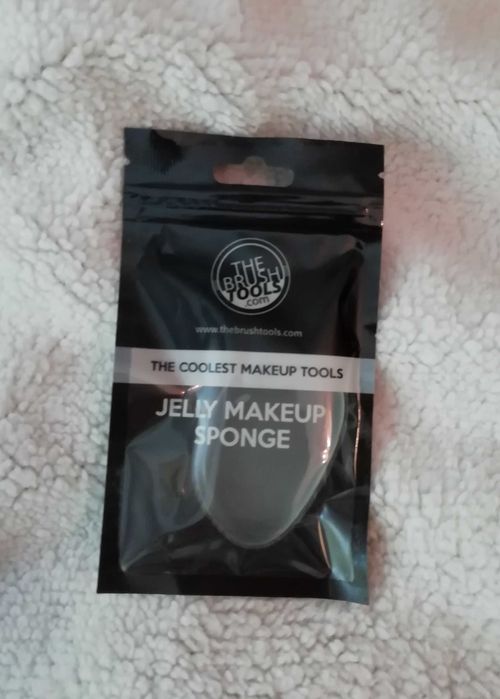 THE
BRUSH
TOOLS
.com
www.thebrushtools.com
THE COOLEST MAKEUP TOOLS
JELLY MAKEUP
SPONGE